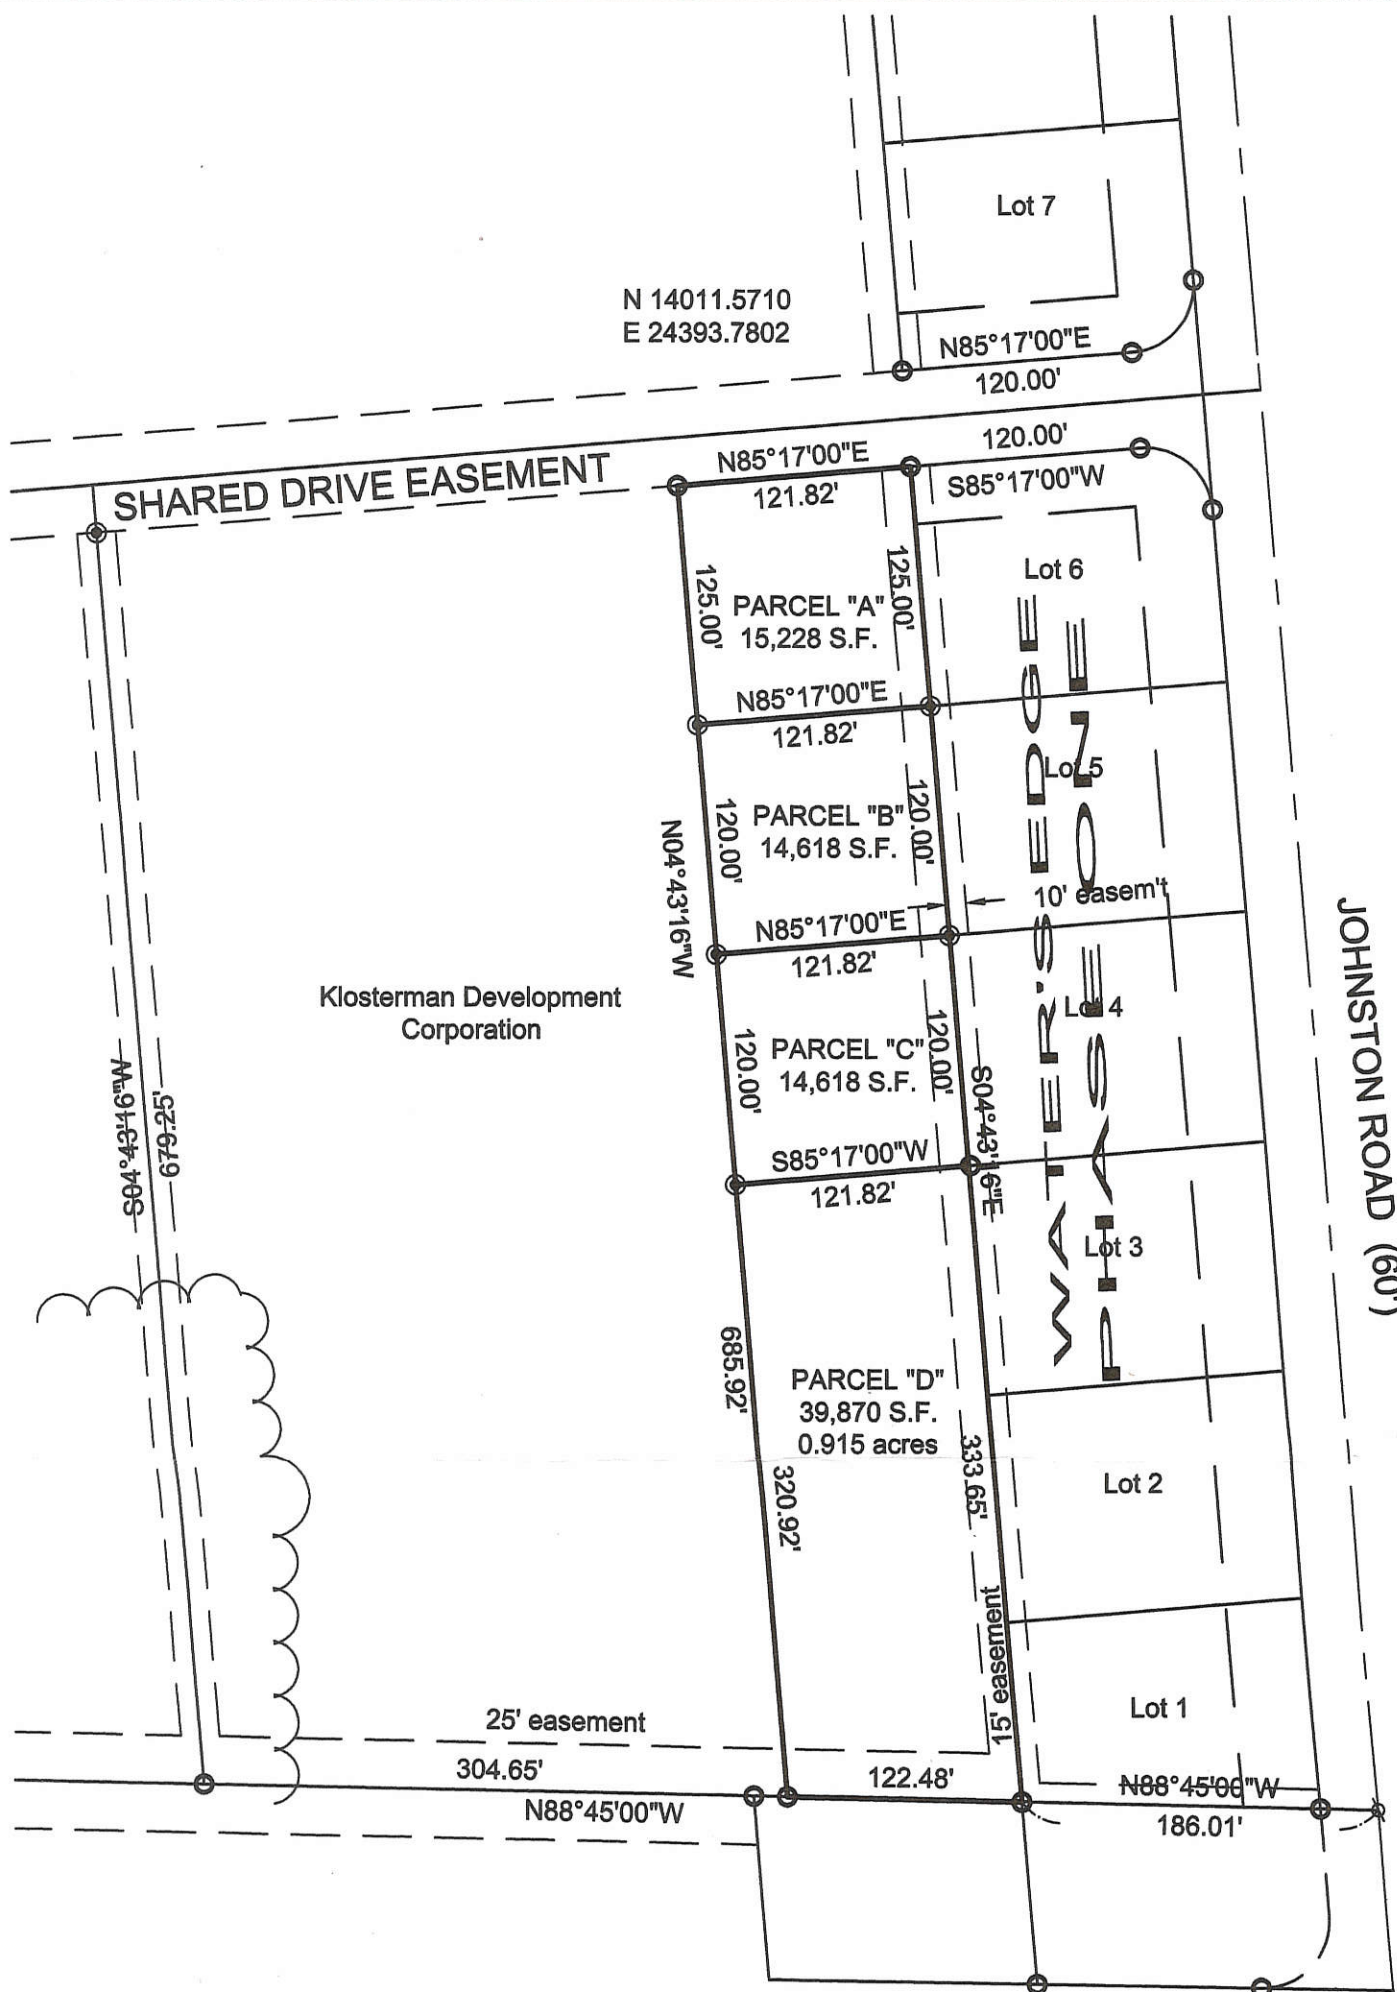 Lot 7
N 14011.5710
E 24393.7802
N85°17'00"E
120.00'
120.00'
S85°17'00"W
N85°17'00"E
121.82'
SHARED DRIVE EASEMENT
125.00'
125.00'
PARCEL "A"
15,228 S.F.
Lot 6
N85°17'00"E
121.82'
Lot 5
120.00'
120.00'
PARCEL "B"
14,618 S.F.
N04°43'16"W
10' easem't
N85°17'00"E
121.82'
Klosterman Development
Corporation
Lot 4
120.00'
120.00'
PARCEL "C"
14,618 S.F.
S04°43'16"E
WATER'S EDGE
PHASE ONE
JOHNSTON ROAD (60')
S04°43'16"W
679.25'
S85°17'00"W
121.82'
Lot 3
685.92'
PARCEL "D"
39,870 S.F.
0.915 acres
333.65'
320.92'
Lot 2
15' easement
Lot 1
25' easement
304.65'
N88°45'00"W
122.48'
N88°45'00"W
186.01'